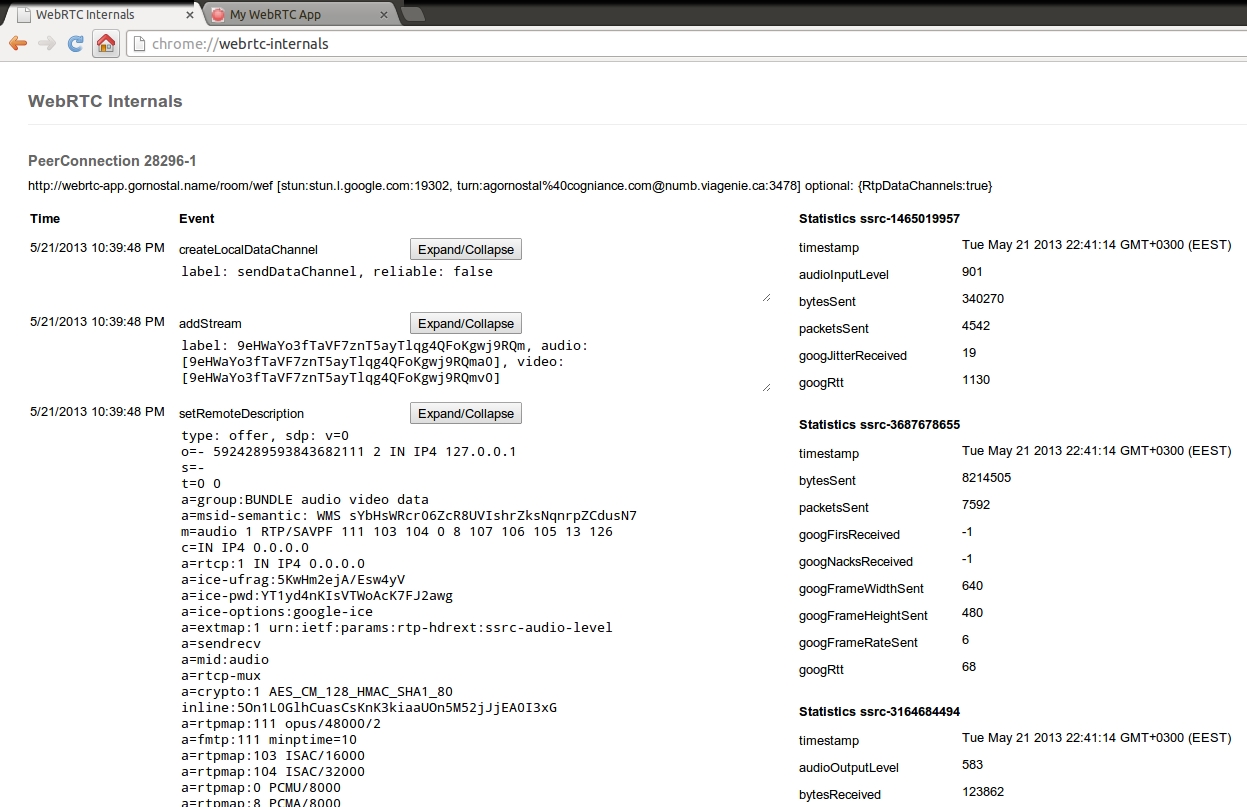 WebRTC Internals
My WebRTC App
chrome://webrtc-internals
WebRTC Internals
PeerConnection 28296-1
http://webrtc-app.gornostal.name/room/wef [stun:stun.l.google.com:19302, turn:agornostal%40cogniance.com@numb.viagenie.ca:3478] optional: {RtpDataChannels:true}
Time Event
5/21/2013 10:39:48 PM createLocalDataChannel Expand/Collapse
label: sendDataChannel, reliable: false
5/21/2013 10:39:48 PM addStream Expand/Collapse
label: 9eHWaYo3fTaVF7znT5ayTlqg4QFoKgwj9RQm, audio:
[9eHWaYo3fTaVF7znT5ayTlqg4QFoKgwj9RQma0], video:
[9eHWaYo3fTaVF7znT5ayTlqg4QFoKgwj9RQmv0]
5/21/2013 10:39:48 PM setRemoteDescription Expand/Collapse
type: offer, sdp: v=0
o=- 5924289593843682111 2 IN IP4 127.0.0.1
s=-
t=0 0
a=group:BUNDLE audio video data
a=msid-semantic: WMS sYbHsWRcr06ZcR8UVIshrZksNqnrpZCdusN7
m=audio 1 RTP/SAVPF 111 103 104 0 8 107 106 105 13 126
c=IN IP4 0.0.0.0
a=rtcp:1 IN IP4 0.0.0.0
a=ice-ufrag:5KwHm2ejA/Esw4yV
a=ice-pwd:YT1yd4nKIsVTWoAcK7FJ2awg
a=ice-options:google-ice
a=extmap:1 urn:ietf:params:rtp-hdrext:ssrc-audio-level
a=sendrecv
a=mid:audio
a=rtcp-mux
a=crypto:1 AES_CM_128_HMAC_SHA1_80
inline:5On1L0GlhCuasCsKnK3kiaaUOn5M52jJjEA0I3xG
a=rtpmap:111 opus/48000/2
a=fmtp:111 minptime=10
a=rtpmap:103 ISAC/16000
a=rtpmap:104 ISAC/32000
a=rtpmap:0 PCMU/8000
a=rtpmap:8 PCMA/8000
Statistics ssrc-1465019957
timestamp Tue May 21 2013 22:41:14 GMT+0300 (EEST)
audioInputLevel 901
bytesSent 340270
packetsSent 4542
googJitterReceived 19
googRtt 1130
Statistics ssrc-3687678655
timestamp Tue May 21 2013 22:41:14 GMT+0300 (EEST)
bytesSent 8214505
packetsSent 7592
googFirsReceived -1
googNacksReceived -1
googFrameWidthSent 640
googFrameHeightSent 480
googFrameRateSent 6
googRtt 68
Statistics ssrc-3164684494
timestamp Tue May 21 2013 22:41:14 GMT+0300 (EEST)
audioOutputLevel 583
bytesReceived 123862